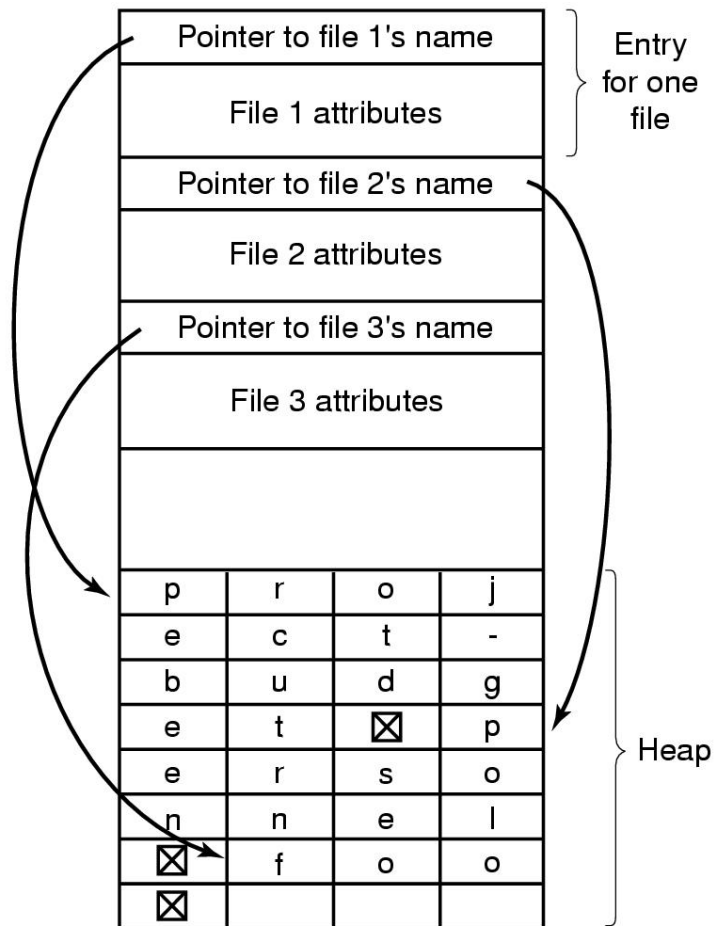 Pointer to file 1's name
Entry
for one
file
File 1 attributes
Pointer to file 2's name
File 2 attributes
Pointer to file 3's name
File 3 attributes
p r o j
e c t -
b u d g
e t ☒ p
e r s o
n n e l
☒ f o o
☒
Heap